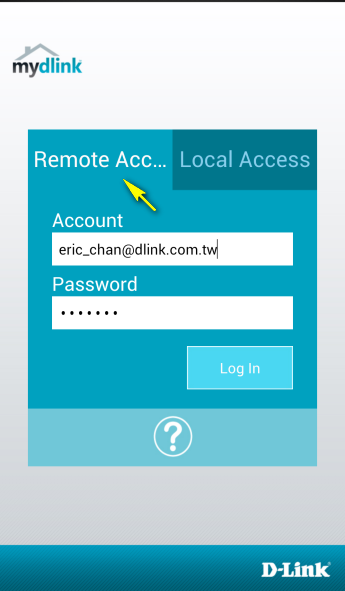 mydlink
Remote Acc... Local Access
Account
eric_chan@dlink.com.tw
Password
•••••••
Log In
?
D-Link